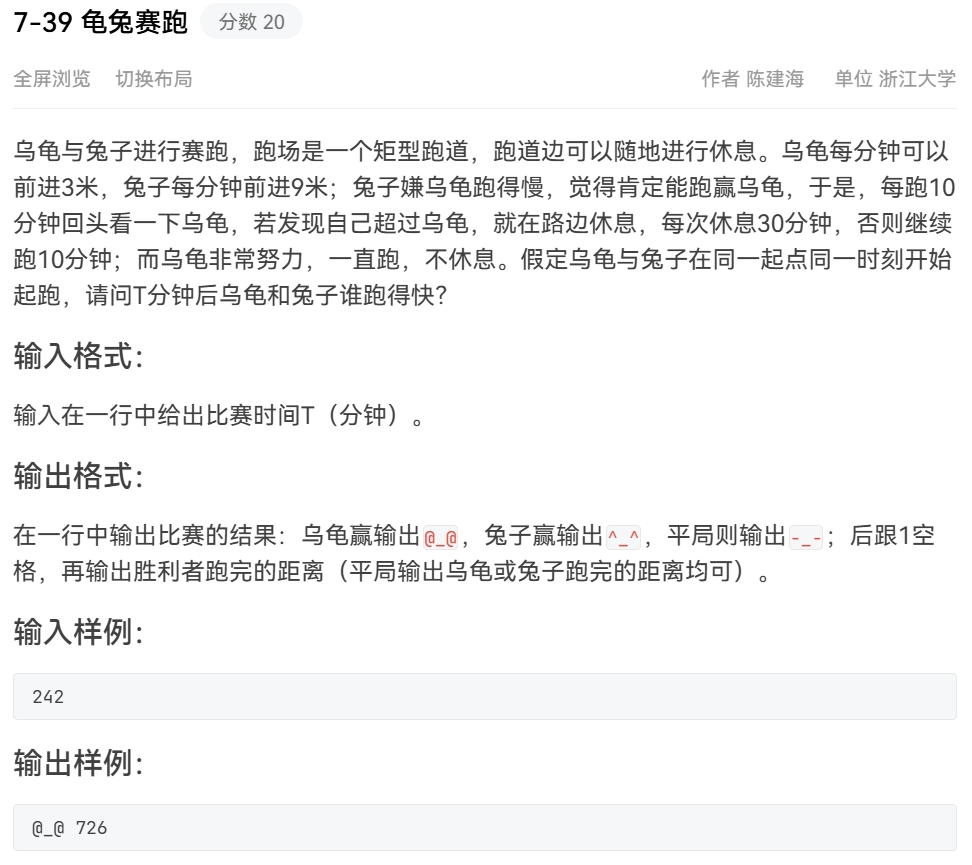 7-39 龟兔赛跑 分数 20
全屏浏览 切换布局 作者 陈建海 单位 浙江大学
乌龟与兔子进行赛跑，跑场是一个矩型跑道，跑道边可以随地进行休息。乌龟每分钟可以
前进3米，兔子每分钟前进9米；兔子嫌乌龟跑得慢，觉得肯定能跑赢乌龟，于是，每跑10
分钟回头看一下乌龟，若发现自己超过乌龟，就在路边休息，每次休息30分钟，否则继续
跑10分钟；而乌龟非常努力，一直跑，不休息。假定乌龟与兔子在同一起点同一时刻开始
起跑，请问T分钟后乌龟和兔子谁跑得快？
输入格式：
输入在一行中给出比赛时间T（分钟）。
输出格式：
在一行中输出比赛的结果：乌龟赢输出@_@，兔子赢输出^_^，平局则输出-_-；后跟1空
格，再输出胜利者跑完的距离（平局输出乌龟或兔子跑完的距离均可）。
输入样例：
242
输出样例：
@_@ 726